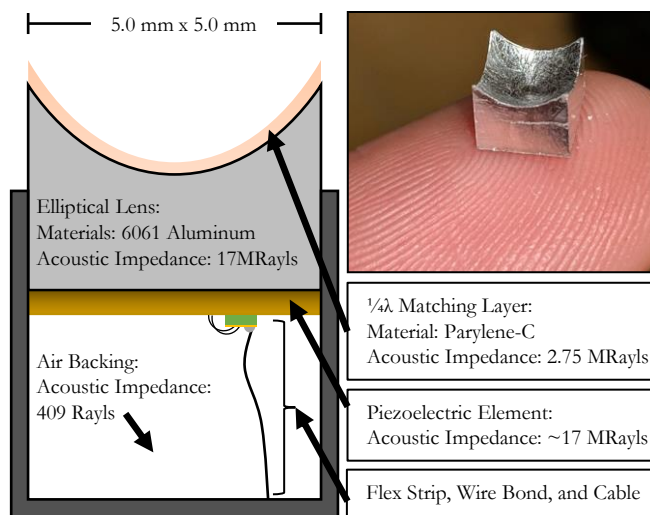 5.0 mm x 5.0 mm
Elliptical Lens:
Materials: 6061 Aluminum
Acoustic Impedance: 17MRayls
Air Backing:
Acoustic Impedance:
409 Rayls
¼λ Matching Layer:
Material: Parylene-C
Acoustic Impedance: 2.75 MRayls
Piezoelectric Element:
Acoustic Impedance: ~17 MRayls
Flex Strip, Wire Bond, and Cable